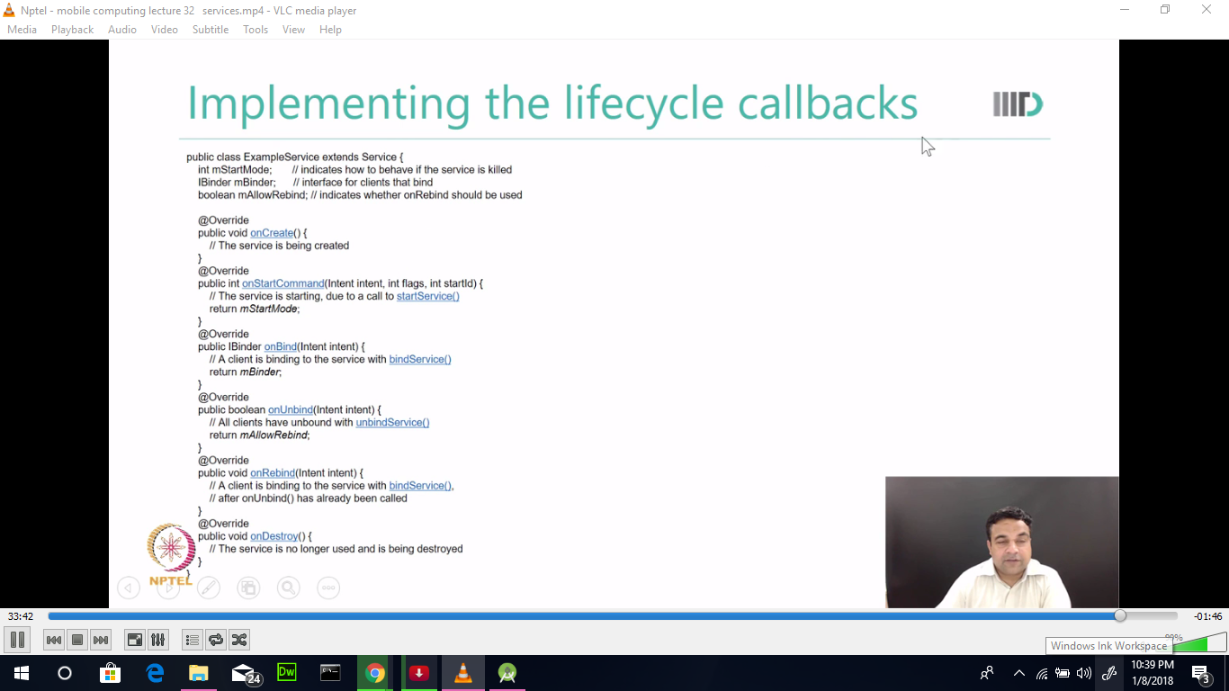 Nptel - mobile computing lecture 32 services.mp4 - VLC media player
Media Playback Audio Video Subtitle Tools View Help
Implementing the lifecycle callbacks
public class ExampleService extends Service {
int mStartMode; // indicates how to behave if the service is killed
IBinder mBinder; // interface for clients that bind
boolean mAllowRebind; // indicates whether onRebind should be used
@Override
public void onCreate() {
// The service is being created
}
@Override
public int onStartCommand(Intent intent, int flags, int startId) {
// The service is starting, due to a call to startService()
return mStartMode;
}
@Override
public IBinder onBind(Intent intent) {
// A client is binding to the service with bindService()
return mBinder;
}
@Override
public boolean onUnbind(Intent intent) {
// All clients have unbound with unbindService()
return mAllowRebind;
}
@Override
public void onRebind(Intent intent) {
// A client is binding to the service with bindService(),
// after onUnbind() has already been called
}
@Override
public void onDestroy() {
// The service is no longer used and is being destroyed
}
}
NPTEL
33:42
-01:46
99%
Windows Ink Workspace
24
Dw
10:39 PM
1/8/2018
3